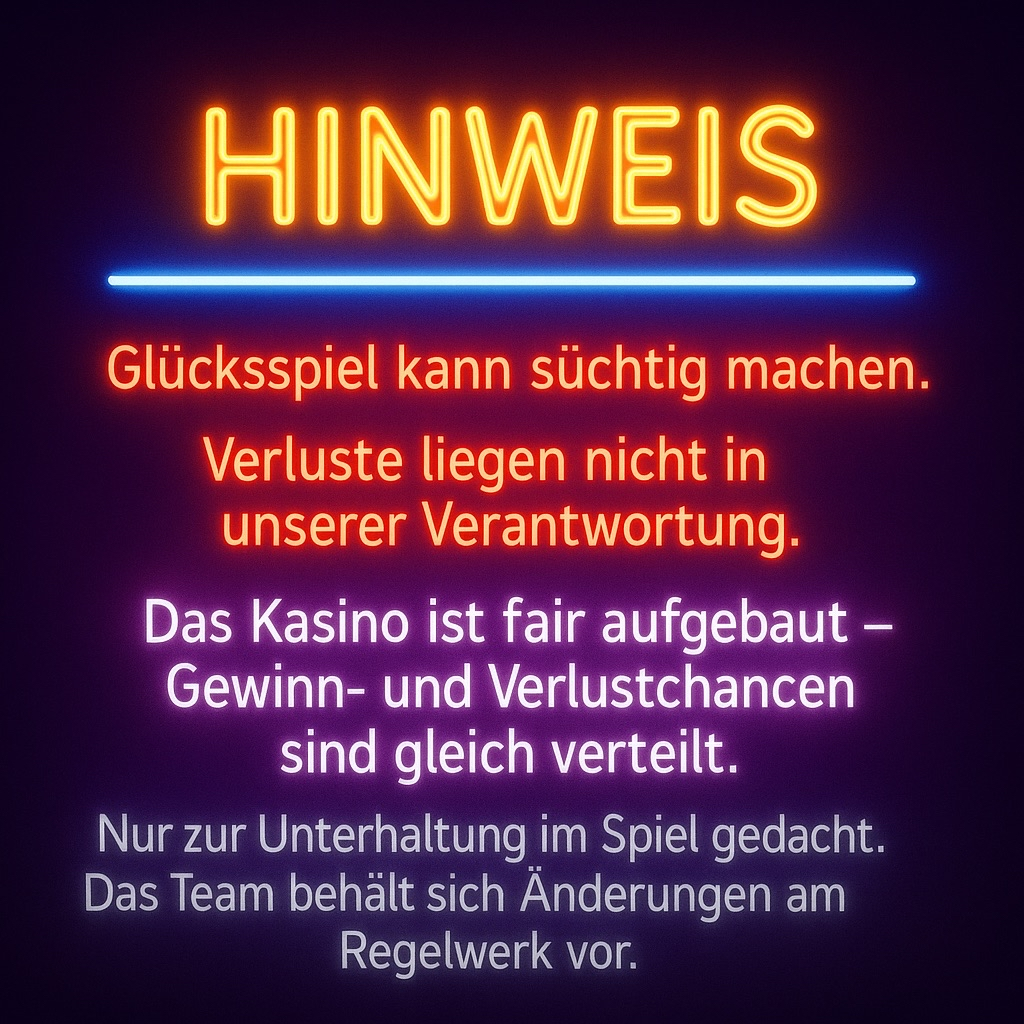 HINWEIS
Glücksspiel kann süchtig machen.
Verluste liegen nicht in
unserer Verantwortung.
Das Kasino ist fair aufgebaut –
Gewinn- und Verlustchancen
sind gleich verteilt.
Nur zur Unterhaltung im Spiel gedacht.
Das Team behält sich Änderungen am
Regelwerk vor.